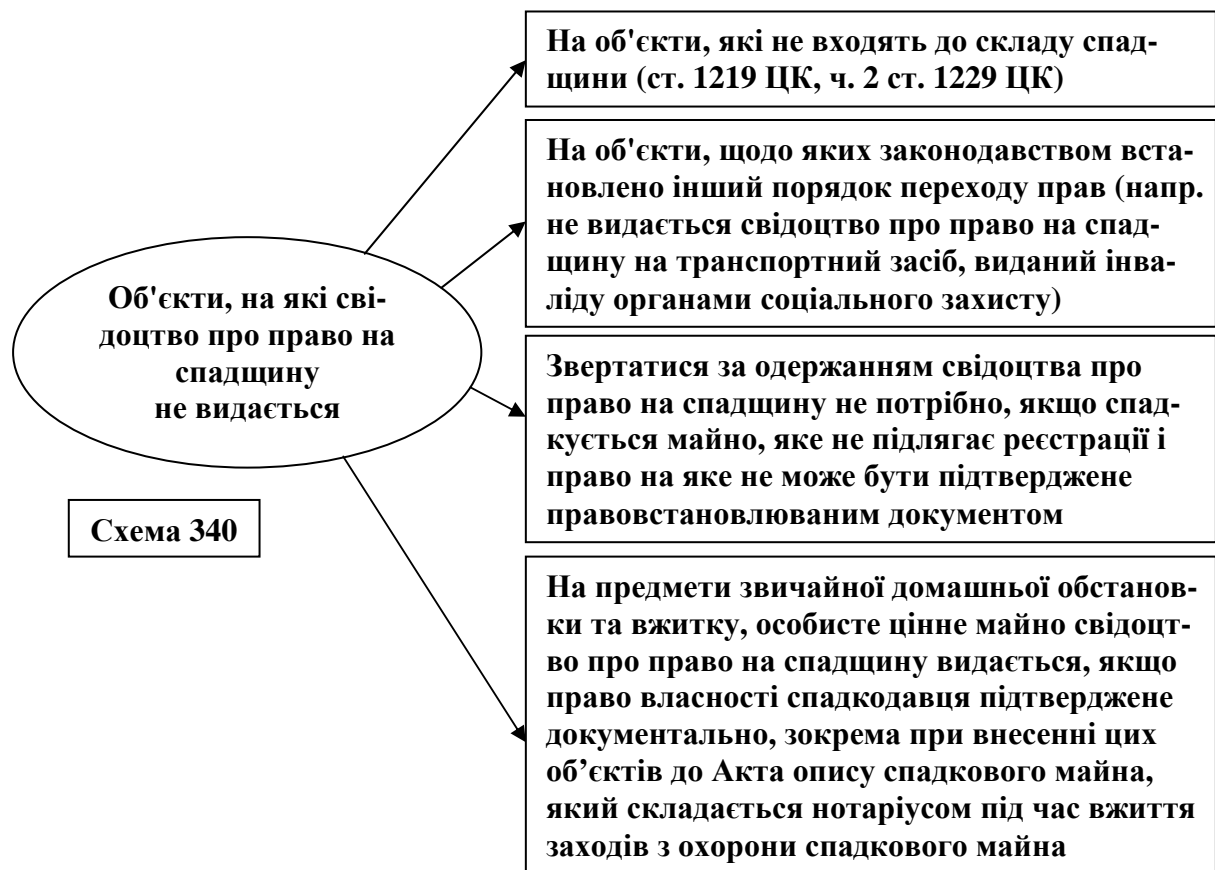 На об'єкти, які не входять до складу спад-
щини (ст. 1219 ЦК, ч. 2 ст. 1229 ЦК)
На об'єкти, щодо яких законодавством вста-
новлено інший порядок переходу прав (напр.
не видається свідоцтво про право на спад-
щину на транспортний засіб, виданий інва-
ліду органами соціального захисту)
Об'єкти, на які сві-
доцтво про право на
спадщину
не видається
Звертатися за одержанням свідоцтва про
право на спадщину не потрібно, якщо спад-
кується майно, яке не підлягає реєстрації і
право на яке не може бути підтверджене
правовстановлюваним документом
Схема 340
На предмети звичайної домашньої обстанов-
ки та вжитку, особисте цінне майно свідоцт-
во про право на спадщину видається, якщо
право власності спадкодавця підтверджене
документально, зокрема при внесенні цих
об’єктів до Акта опису спадкового майна,
який складається нотаріусом під час вжиття
заходів з охорони спадкового майна